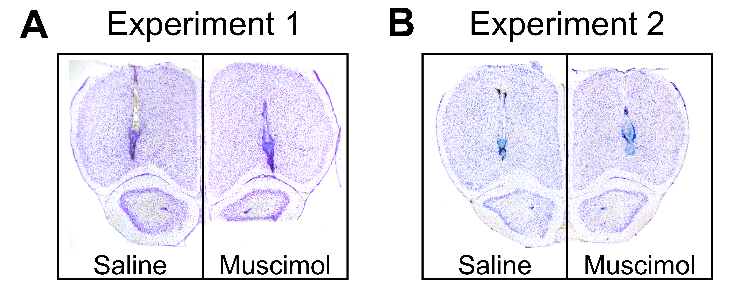 A Experiment 1
B Experiment 2
Saline
Muscimol
Saline
Muscimol